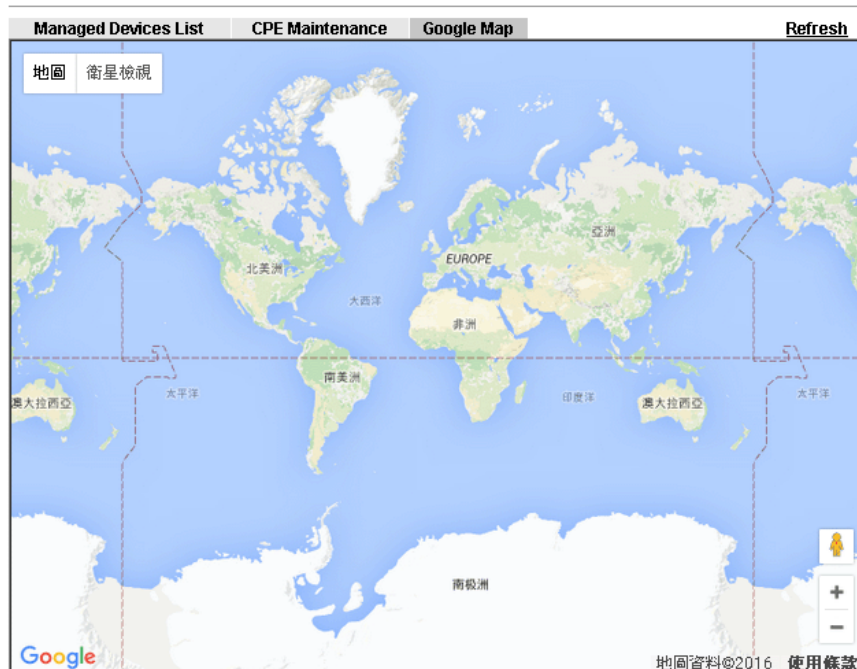 Managed Devices List CPE Maintenance Google Map Refresh
地圖 衛星檢視
亞洲
EUROPE
北美洲
大西洋
非洲
南美洲
太平洋 印度洋 太平洋
澳大拉西亞 澳大拉西亞
南极洲
+
−
Google 地圖資料©2016 使用條款